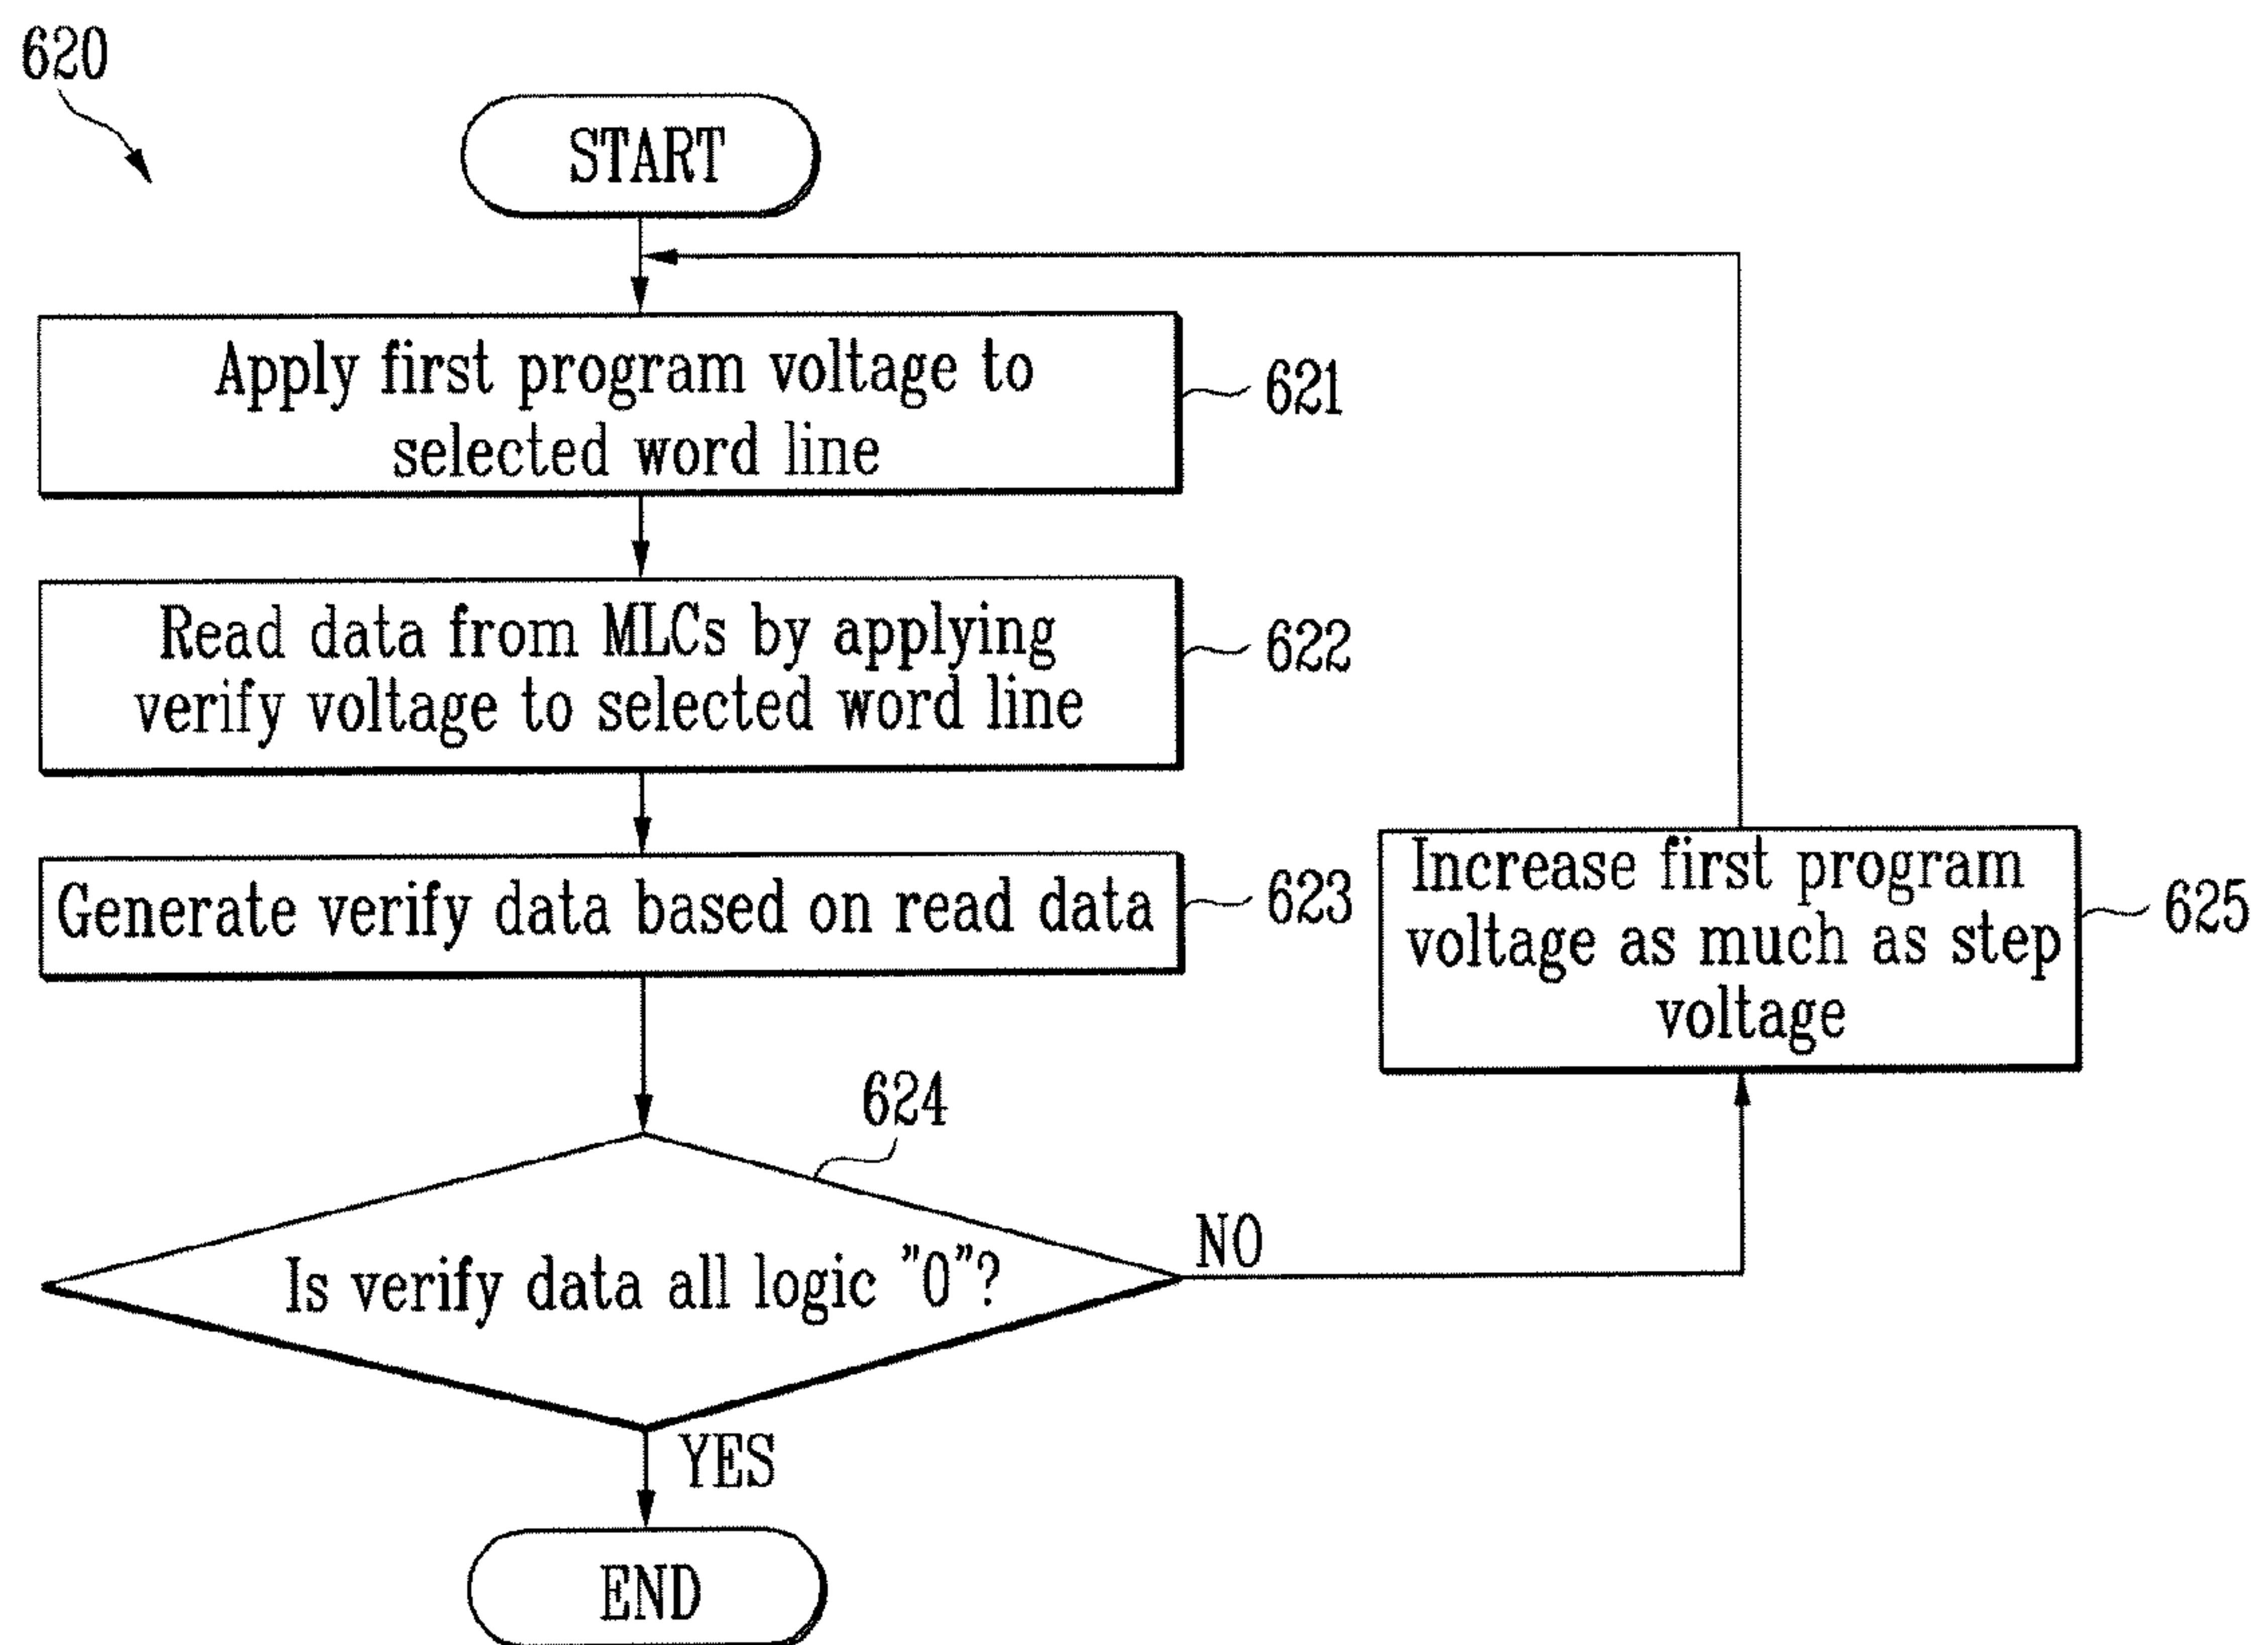 620
START
Apply first program voltage to
selected word line
621
Read data from MLCs by applying
verify voltage to selected word line
622
Generate verify data based on read data
623
Increase first program
voltage as much as step
voltage
625
624
Is verify data all logic "0"?
NO
YES
END